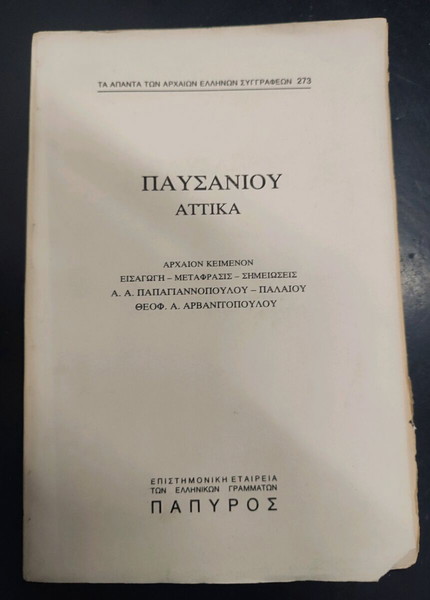 ΤΑ ΑΠΑΝΤΑ ΤΩΝ ΑΡΧΑΙΩΝ ΕΛΛΗΝΩΝ ΣΥΓΓΡΑΦΕΩΝ 273
ΠΑΥΣΑΝΙΟΥ
ΑΤΤΙΚΑ
ΑΡΧΑΙΟΝ ΚΕΙΜΕΝΟΝ
ΕΙΣΑΓΩΓΗ – ΜΕΤΑΦΡΑΣΙΣ – ΣΗΜΕΙΩΣΕΙΣ
Α. Α. ΠΑΠΑΓΙΑΝΝΟΠΟΥΛΟΥ – ΠΑΛΑΙΟΥ
ΘΕΟΦ. Α. ΑΡΒΑΝΙΤΟΠΟΥΛΟΥ
ΕΠΙΣΤΗΜΟΝΙΚΗ ΕΤΑΙΡΕΙΑ
ΤΩΝ ΕΛΛΗΝΙΚΩΝ ΓΡΑΜΜΑΤΩΝ
ΠΑΠΥΡΟΣ